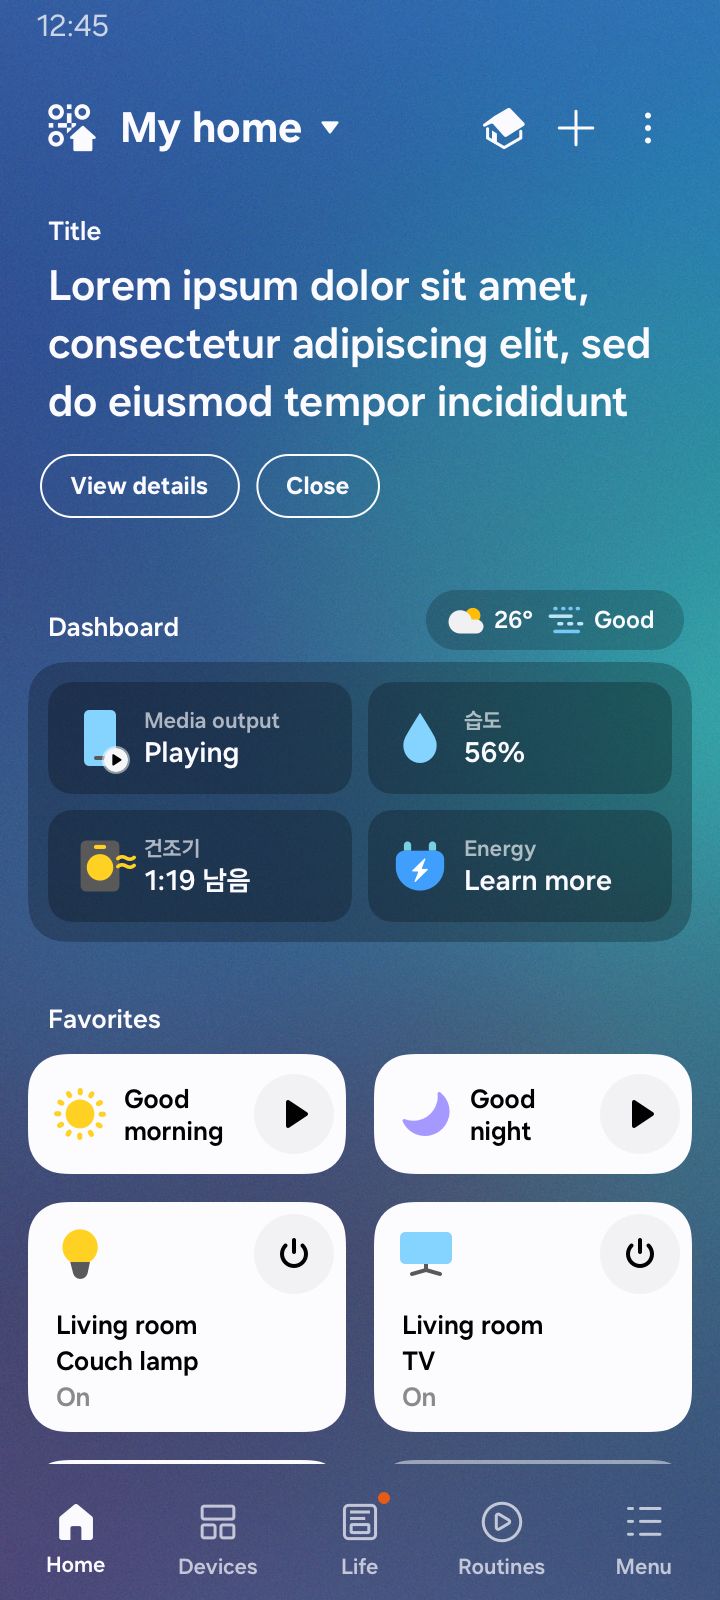 12:45
My home
Title
Lorem ipsum dolor sit amet,
consectetur adipiscing elit, sed
do eiusmod tempor incididunt
View details
Close
Dashboard
26°
Good
Media output
Playing
습도
56%
건조기
1:19 남음
Energy
Learn more
Favorites
Good
morning
Good
night
Living room
Couch lamp
On
Living room
TV
On
Home
Devices
Life
Routines
Menu